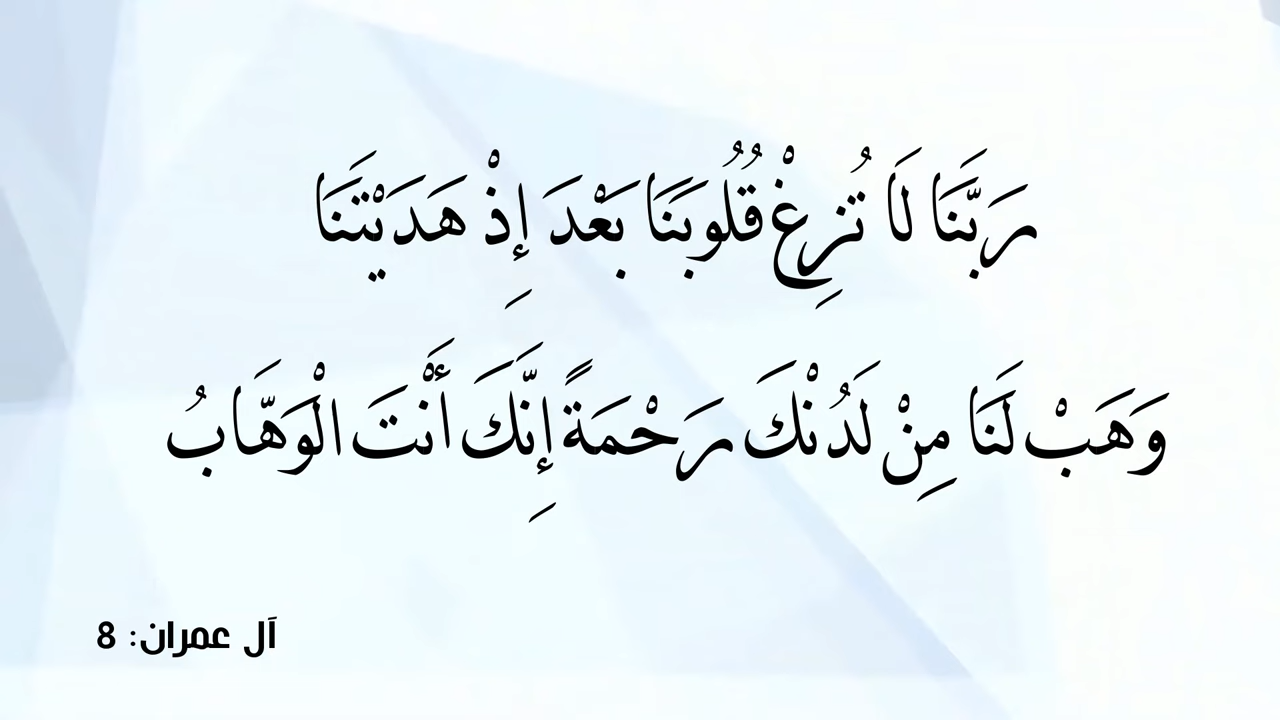 رَبَّنَا لَا تُزِغْ قُلُوبَنَا بَعْدَ إِذْ هَدَيْتَنَا
وَهَبْ لَنَا مِنْ لَدُنْكَ رَحْمَةً إِنَّكَ أَنْتَ الْوَهَّابُ
آل عمران: 8